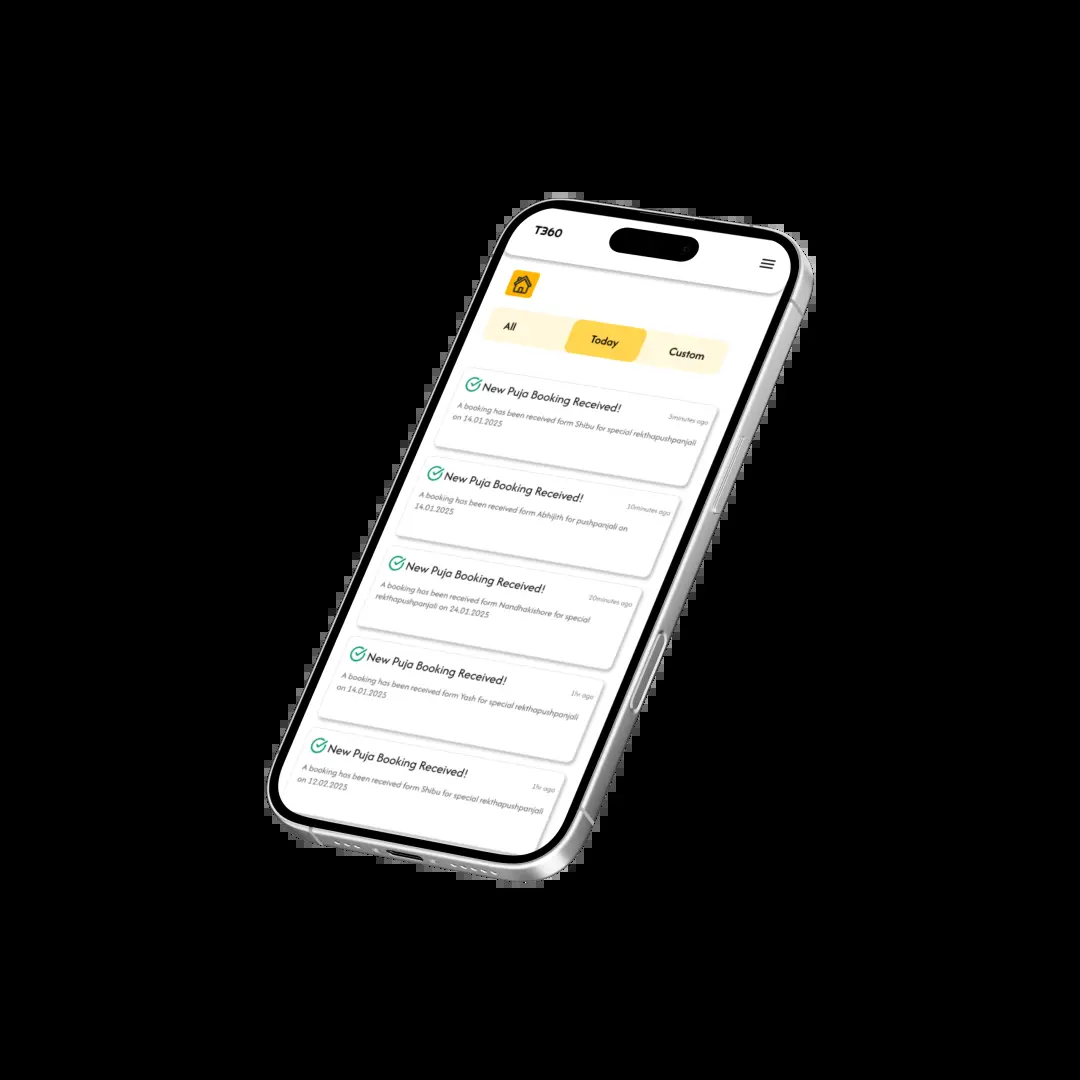 T360
All
Today
Custom
New Puja Booking Received!
3minutes ago
A booking has been received form Shibu for special rekthapushpanjali
on 14.01.2025
New Puja Booking Received!
10minutes ago
A booking has been received form Abhijith for pushpanjali on
14.01.2025
New Puja Booking Received!
20minutes ago
A booking has been received form Nandhakishore for special
rekthapushpanjali on 24.01.2025
New Puja Booking Received!
1hr ago
A booking has been received form Yash for special rekthapushpanjali
on 14.01.2025
New Puja Booking Received!
1hr ago
A booking has been received form Shibu for special rekthapushpanjali
on 12.02.2025